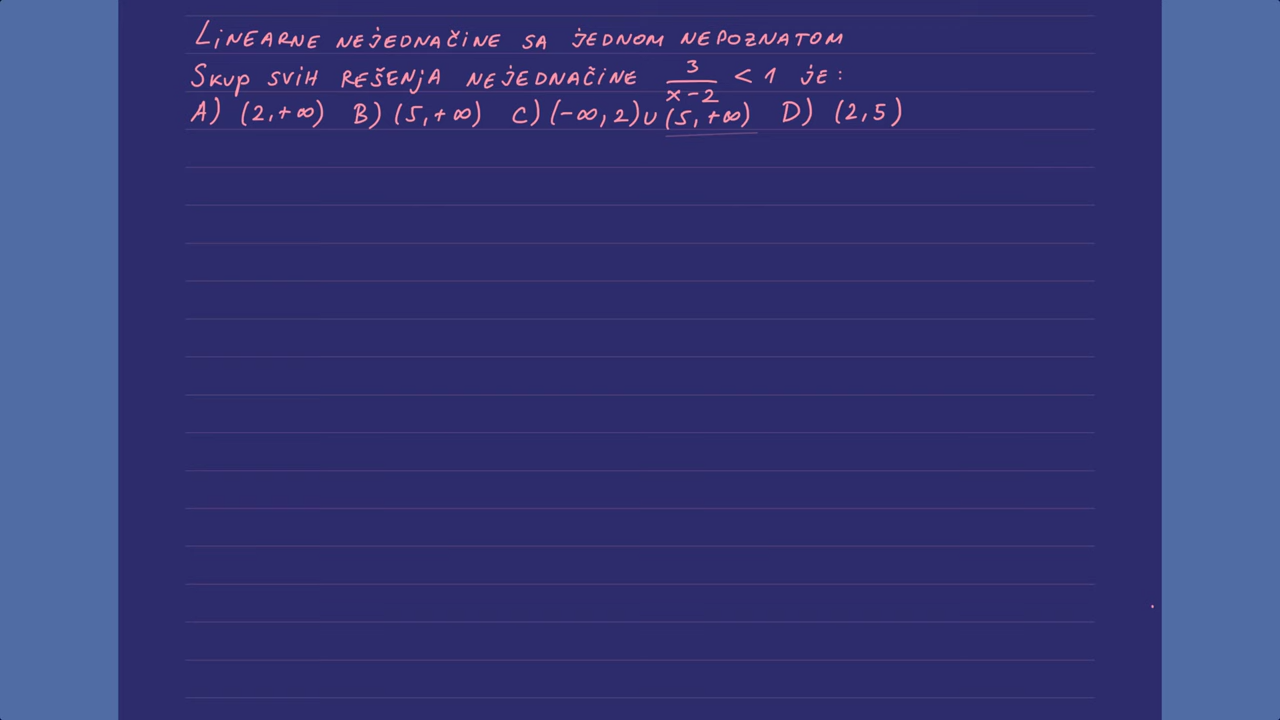 LINEARNE NEJEDNAČINE SA JEDNOM NEPOZNATOM
SKUP SVIH REŠENJA NEJEDNAČINE 3/(x-2) < 1 JE:
A) (2,+∞) B) (5,+∞) C) (-∞,2)∪(5,+∞) D) (2,5)